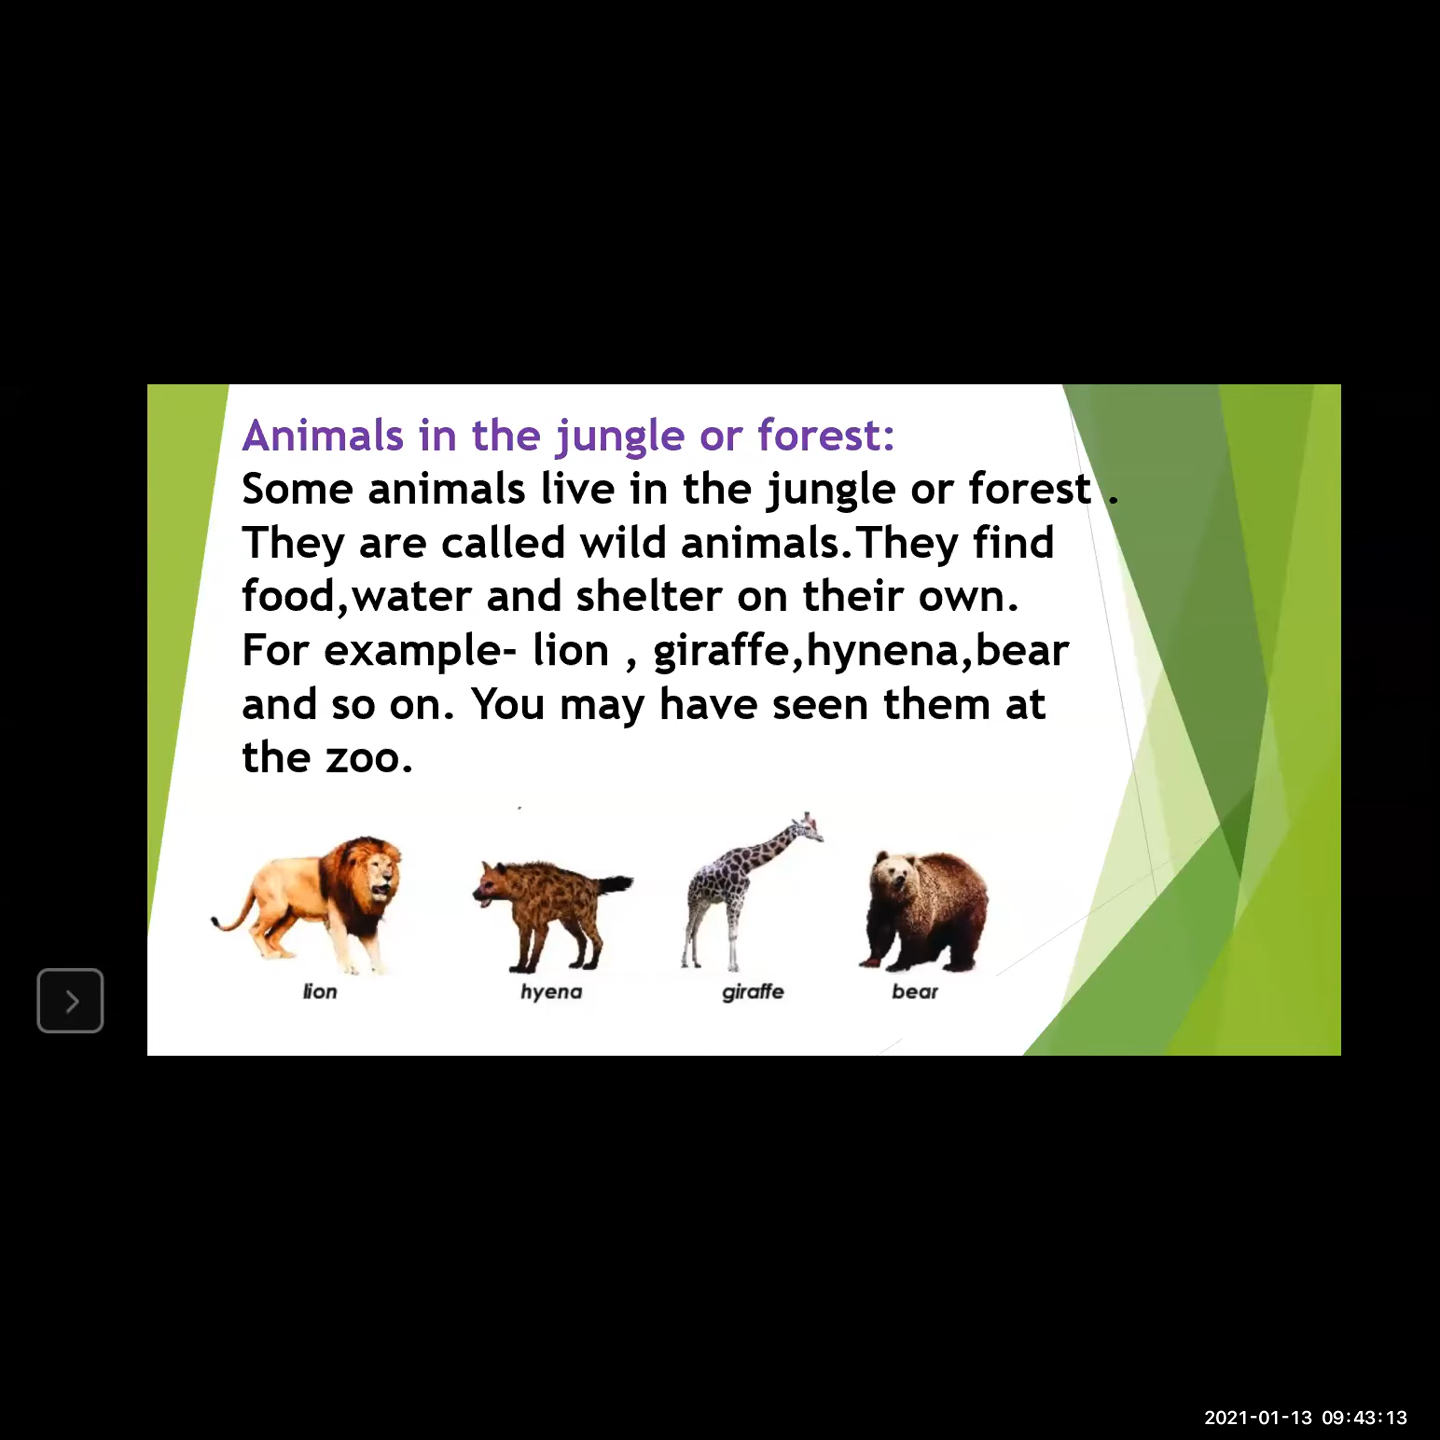 Animals in the jungle or forest:
Some animals live in the jungle or forest .
They are called wild animals.They find
food,water and shelter on their own.
For example- lion , giraffe,hynena,bear
and so on. You may have seen them at
the zoo.
lion hyena giraffe bear
2021-01-13 09:43:13